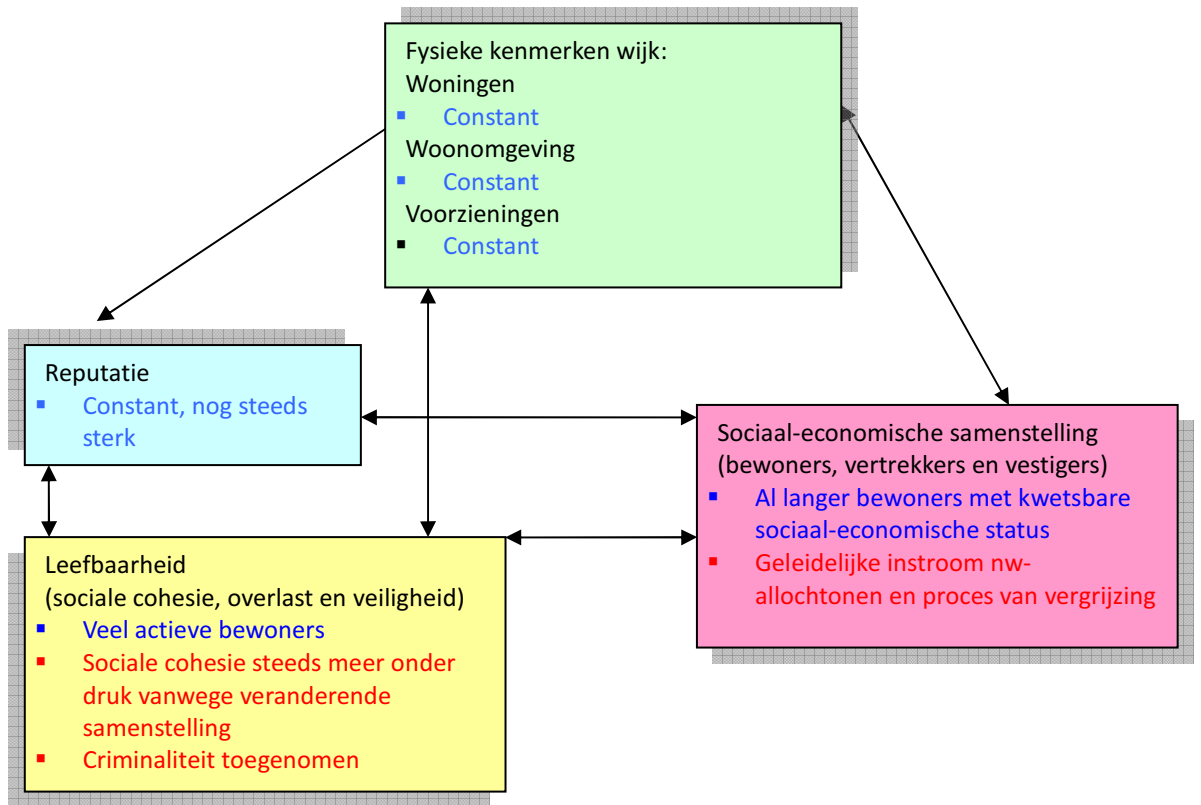 Fysieke kenmerken wijk:
Woningen
▪ Constant
Woonomgeving
▪ Constant
Voorzieningen
▪ Constant
Reputatie
▪ Constant, nog steeds
sterk
Sociaal-economische samenstelling
(bewoners, vertrekkers en vestigers)
▪ Al langer bewoners met kwetsbare
sociaal-economische status
▪ Geleidelijke instroom nw-
allochtonen en proces van vergrijzing
Leefbaarheid
(sociale cohesie, overlast en veiligheid)
▪ Veel actieve bewoners
▪ Sociale cohesie steeds meer onder
druk vanwege veranderende
samenstelling
▪ Criminaliteit toegenomen